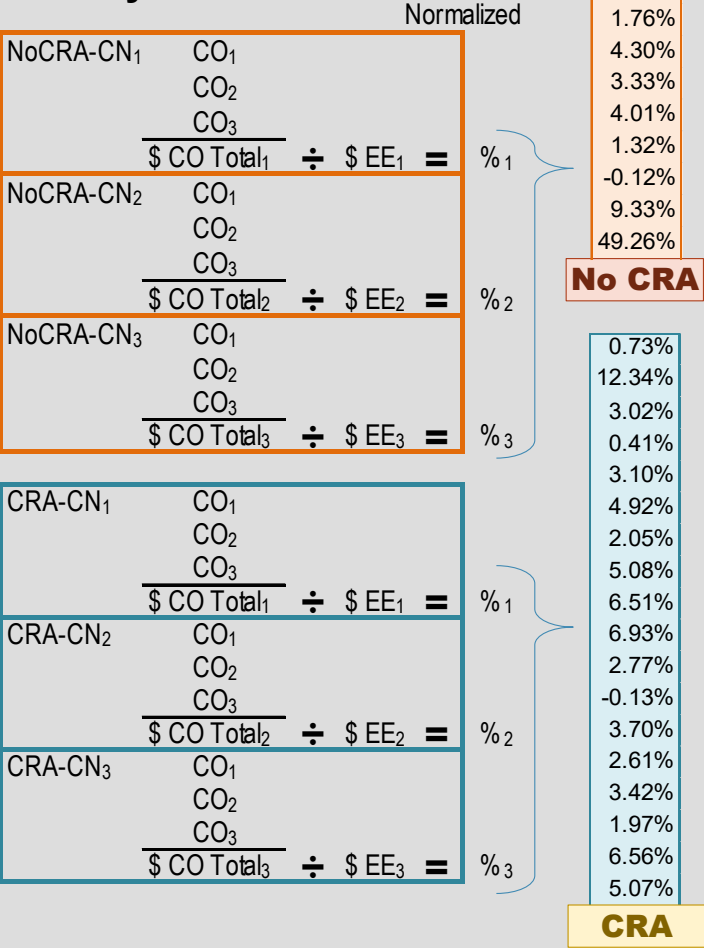 Normalized
NoCRA-CN₁ CO₁
CO₂
CO₃
$ CO Total₁ ÷ $ EE₁ = %₁
NoCRA-CN₂ CO₁
CO₂
CO₃
$ CO Total₂ ÷ $ EE₂ = %₂
NoCRA-CN₃ CO₁
CO₂
CO₃
$ CO Total₃ ÷ $ EE₃ = %₃
CRA-CN₁ CO₁
CO₂
CO₃
$ CO Total₁ ÷ $ EE₁ = %₁
CRA-CN₂ CO₁
CO₂
CO₃
$ CO Total₂ ÷ $ EE₂ = %₂
CRA-CN₃ CO₁
CO₂
CO₃
$ CO Total₃ ÷ $ EE₃ = %₃
1.76%
4.30%
3.33%
4.01%
1.32%
-0.12%
9.33%
49.26%
No CRA
0.73%
12.34%
3.02%
0.41%
3.10%
4.92%
2.05%
5.08%
6.51%
6.93%
2.77%
-0.13%
3.70%
2.61%
3.42%
1.97%
6.56%
5.07%
CRA